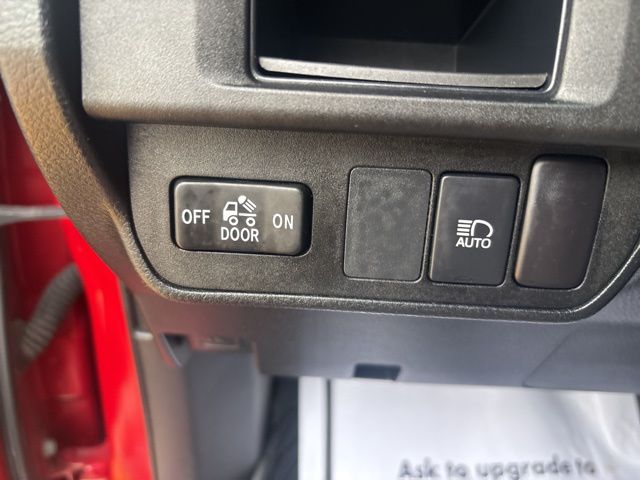 OFF DOOR ON
AUTO
Ask to upgrade to